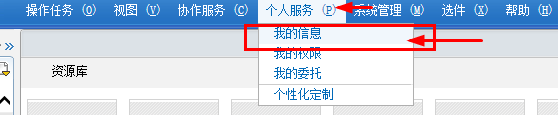 操作任务(O) 视图(V) 协作服务(C) 个人服务(P) 系统管理(M) 选件(X) 帮助(H)
我的信息
我的权限
资源库
我的委托
个性化定制